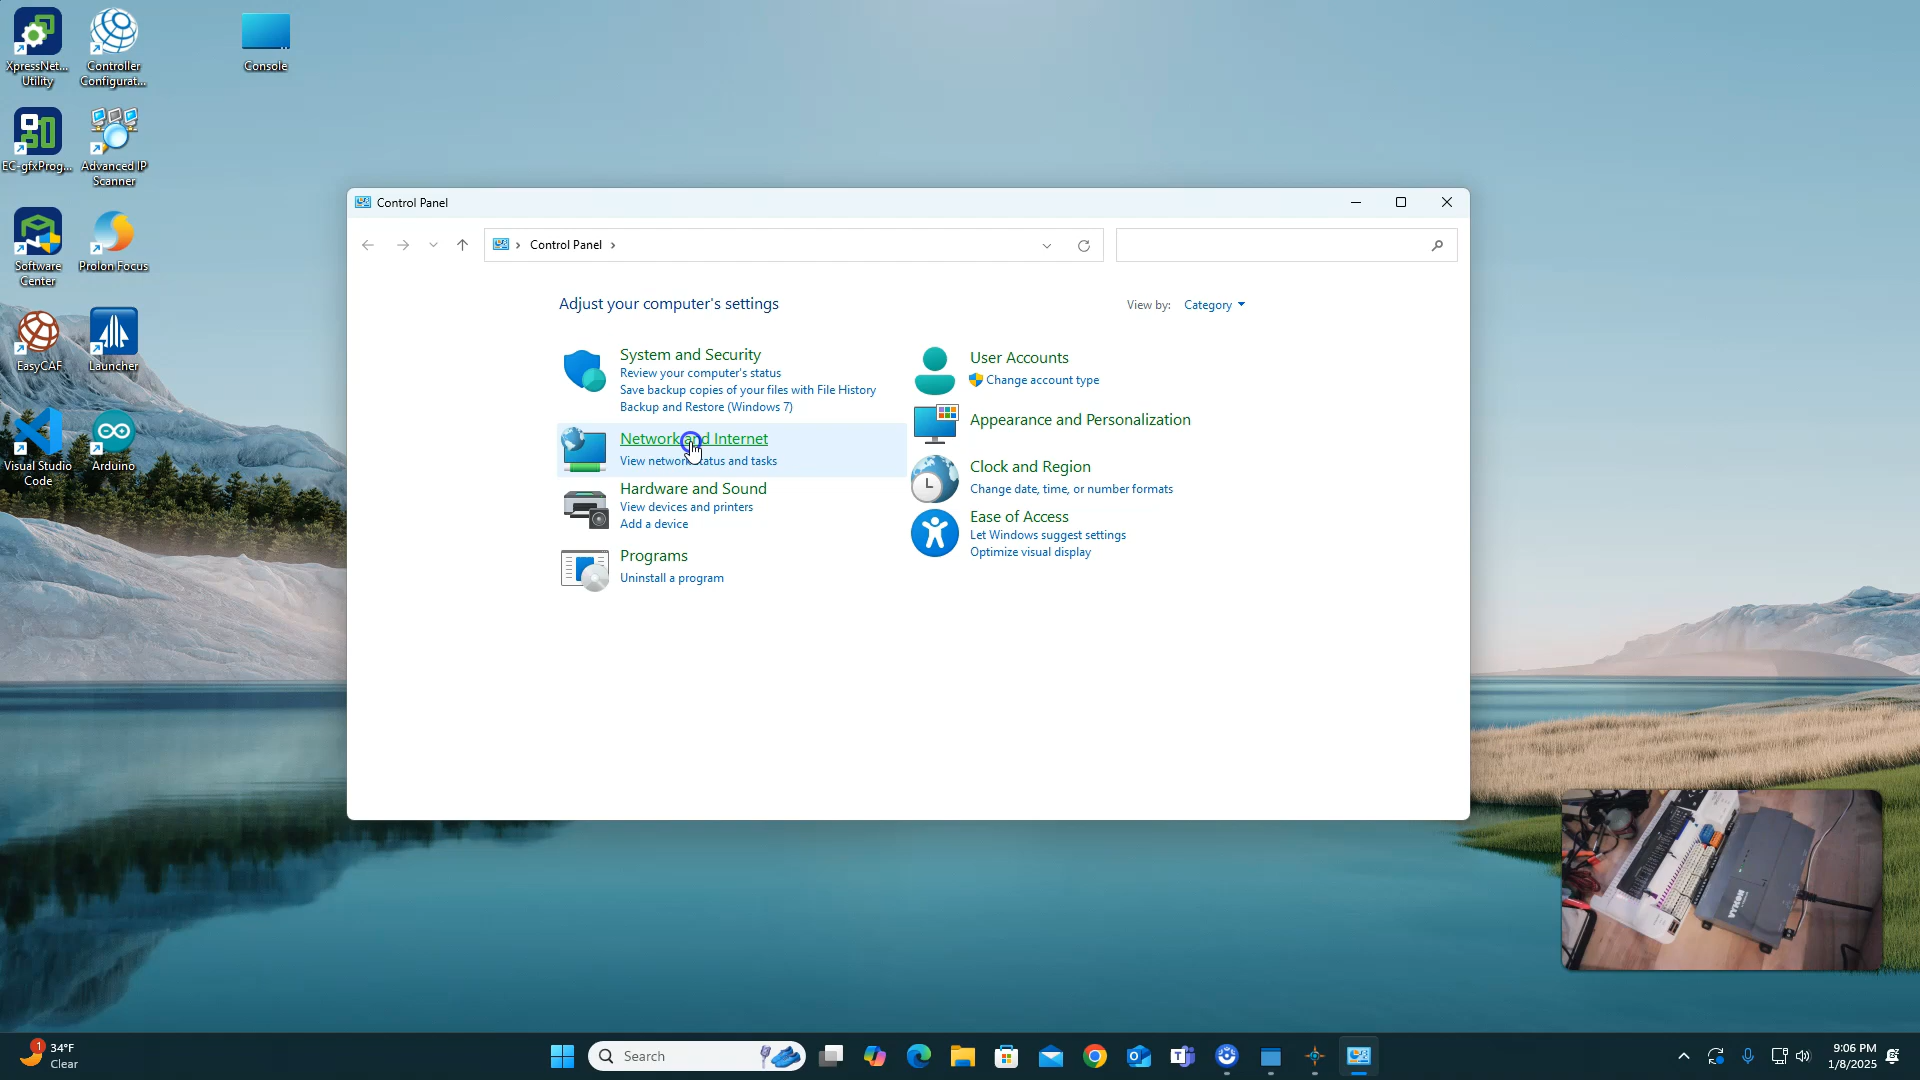 XpressNet...
Utility
Controller
Configurat...
Console
EC-gfxProg...
Advanced IP
Scanner
Software
Center
Prolon Focus
EasyCAF
Launcher
Visual Studio
Code
Arduino
Control Panel
Control Panel
Adjust your computer's settings
View by: Category
System and Security
Review your computer's status
Save backup copies of your files with File History
Backup and Restore (Windows 7)
Network and Internet
View network status and tasks
Hardware and Sound
View devices and printers
Add a device
Programs
Uninstall a program
User Accounts
Change account type
Appearance and Personalization
Clock and Region
Change date, time, or number formats
Ease of Access
Let Windows suggest settings
Optimize visual display
VYKON
1
34°F
Clear
Search
9:06 PM
1/8/2025